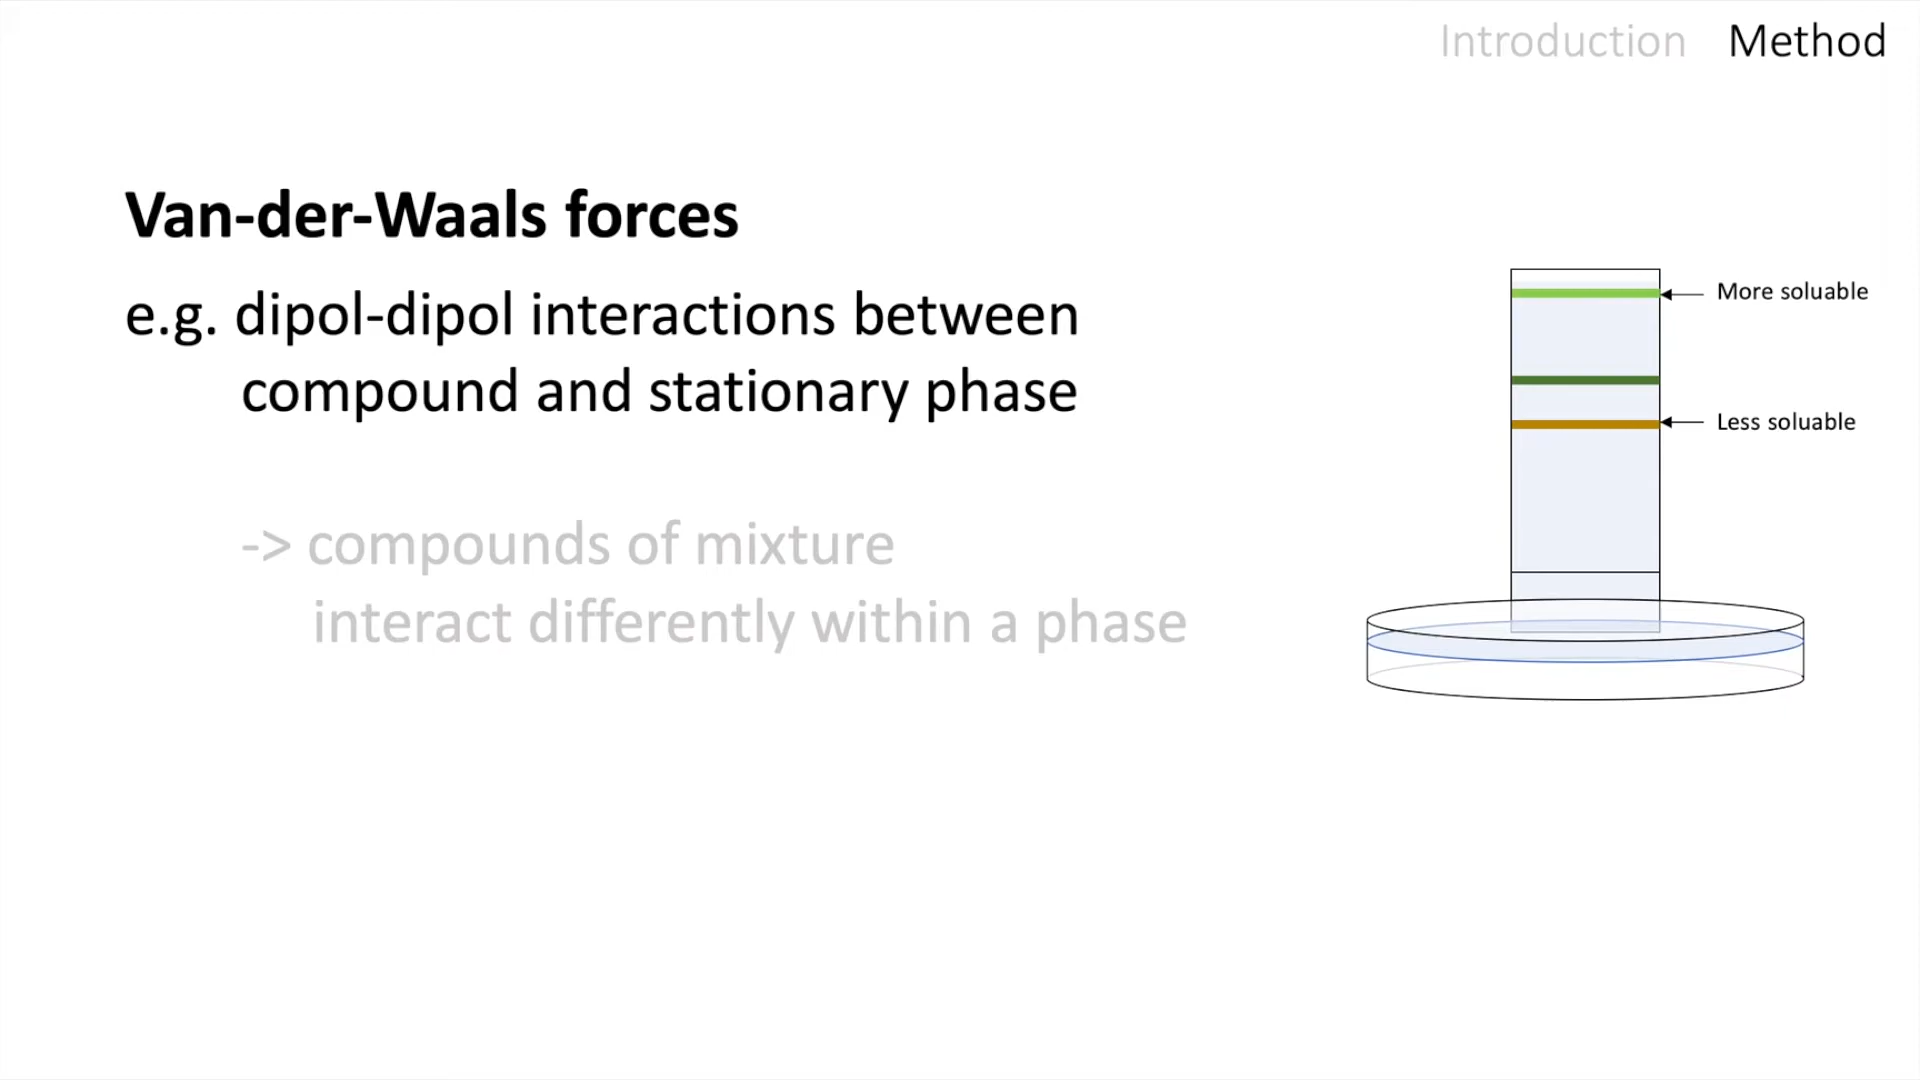 Introduction Method
Van-der-Waals forces
e.g. dipol-dipol interactions between
compound and stationary phase
-> compounds of mixture
interact differently within a phase
More soluable
Less soluable